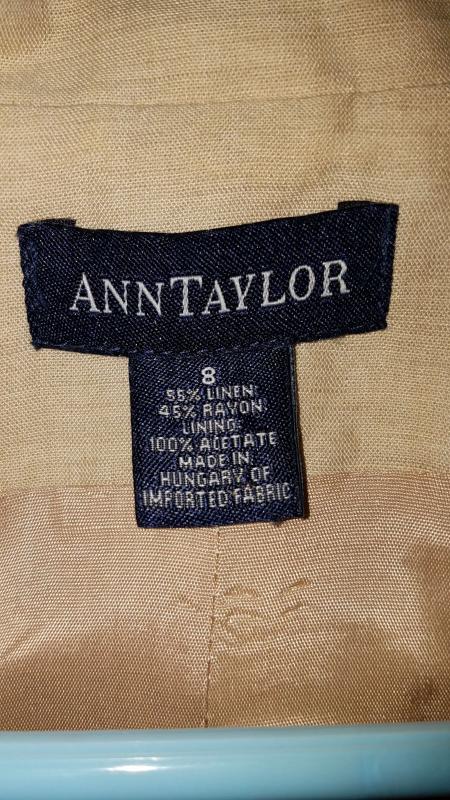 ANNTAYLOR
8
55% LINEN
45% RAYON
LINING:
100% ACETATE
MADE IN
HUNGARY OF
IMPORTED FABRIC